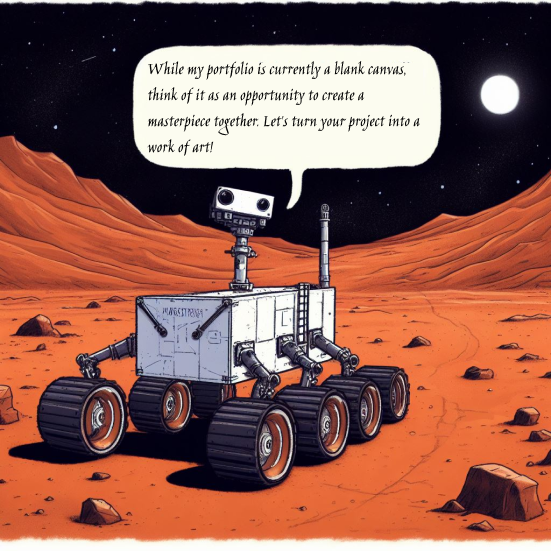 While my portfolio is currently a blank canvas,
think of it as an opportunity to create a
masterpiece together. Let's turn your project into a
work of art!